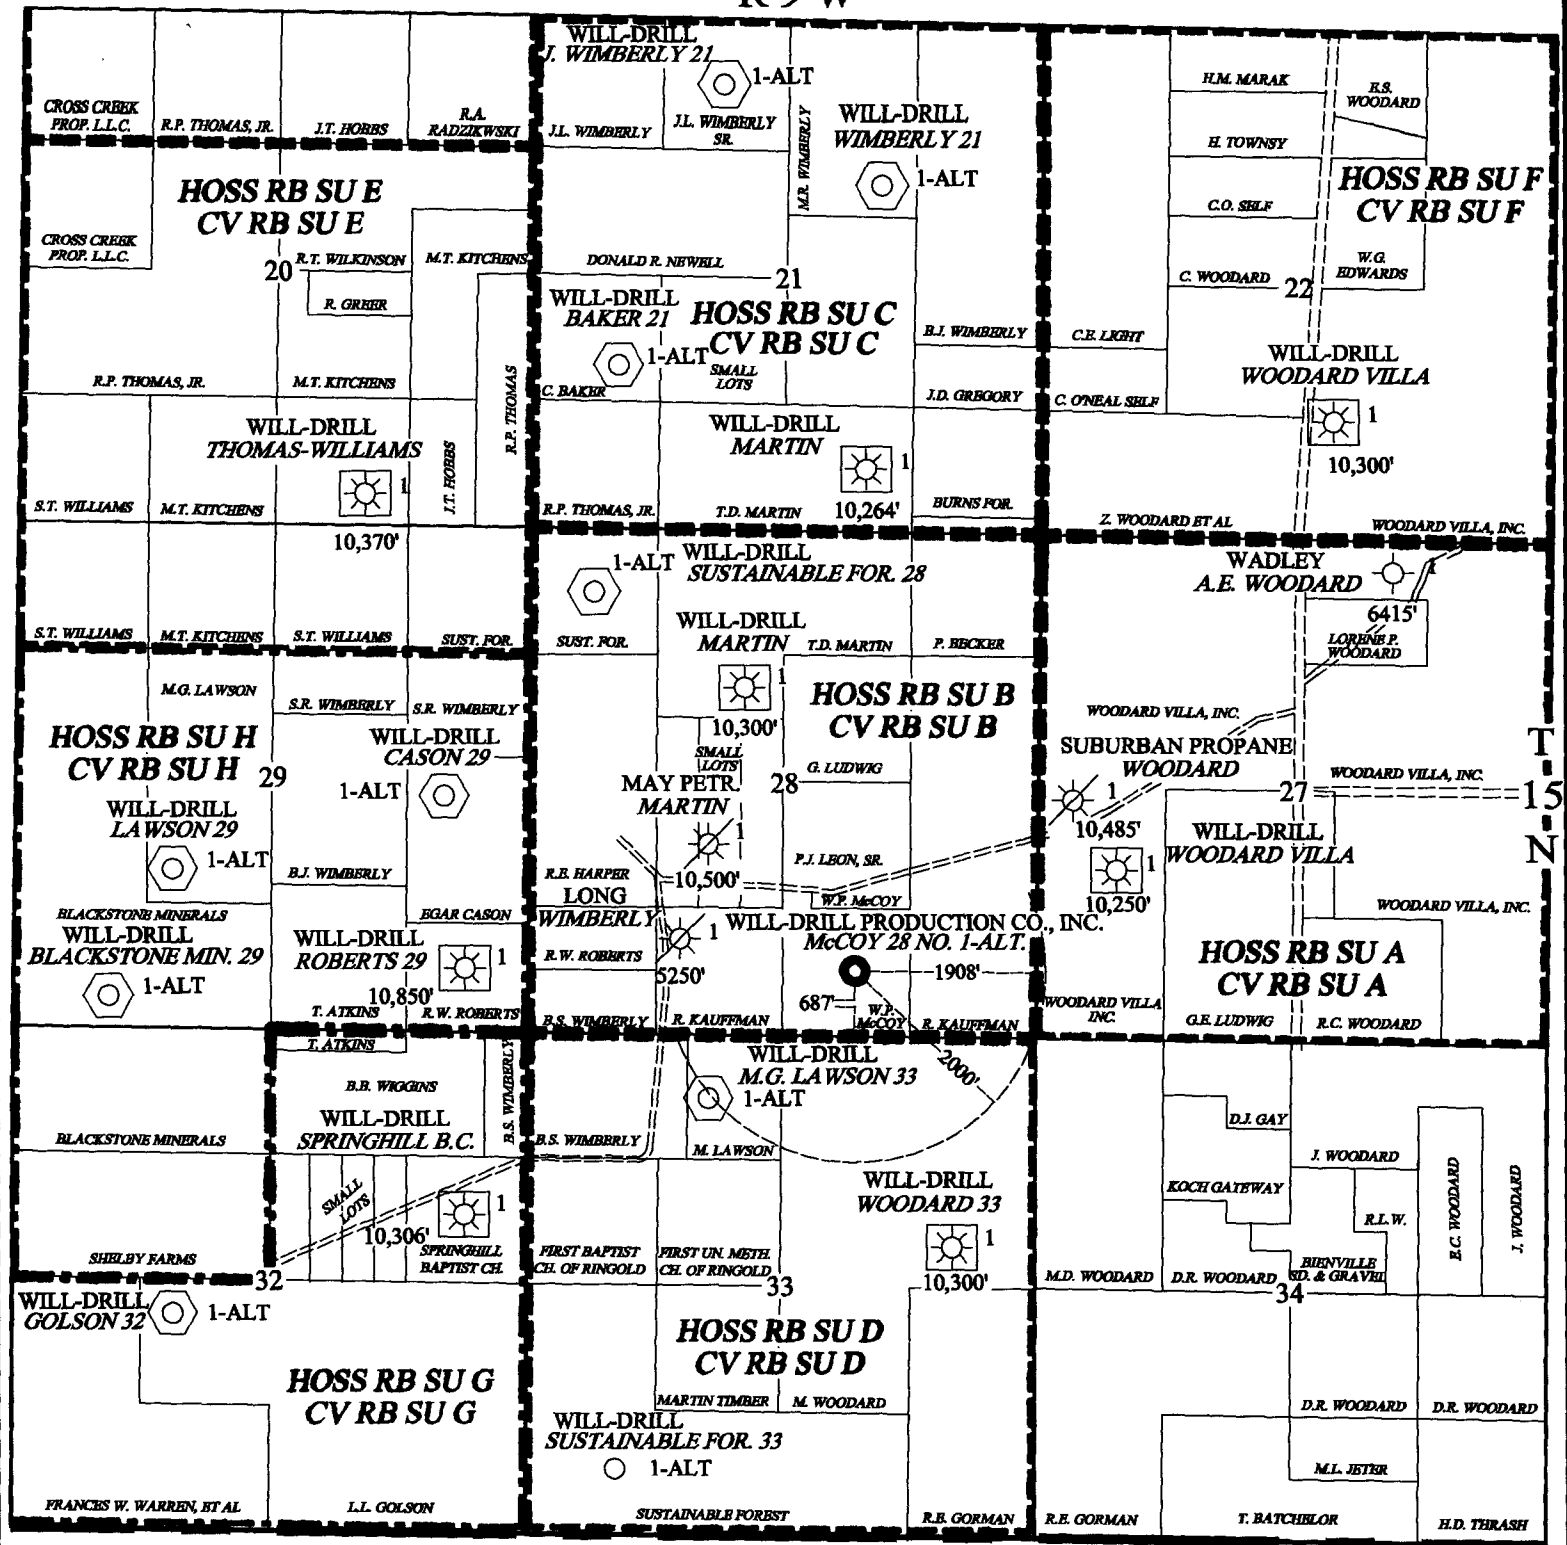 R 9 W
WILL-DRILL
J. WIMBERLY 21
1-ALT
CROSS CREEK
PROP. L.L.C.
R.P. THOMAS, JR.
J.T. HOBBS
R.A.
RADZIKWSKI
J.L. WIMBERLY
J.L. WIMBERLY
SR.
M.R. WIMBERLY
WILL-DRILL
WIMBERLY 21
1-ALT
H.M. MARAK
E.S.
WOODARD
H. TOWNSY
C.O. SELF
HOSS RB SU F
CV RB SU F
HOSS RB SU E
CV RB SU E
CROSS CREEK
PROP. L.L.C.
20
R.T. WILKINSON
M.T. KITCHENS
R. GREER
DONALD R. NEWELL
21
C. WOODARD
22
W.G.
EDWARDS
WILL-DRILL
BAKER 21
1-ALT
HOSS RB SU C
CV RB SU C
SMALL
LOTS
B.J. WIMBERLY
C.E. LIGHT
WILL-DRILL
WOODARD VILLA
1
10,300'
R.P. THOMAS, JR.
M.T. KITCHENS
R.P. THOMAS
C. BAKER
J.D. GREGORY
C. O'NEAL SELF
WILL-DRILL
THOMAS-WILLIAMS
1
10,370'
J.T. HOBBS
WILL-DRILL
MARTIN
1
10,264'
S.T. WILLIAMS
M.T. KITCHENS
R.P. THOMAS, JR.
T.D. MARTIN
BURNS FOR.
Z. WOODARD ET AL
WOODARD VILLA, INC.
1-ALT
WILL-DRILL
SUSTAINABLE FOR. 28
WADLEY
A.E. WOODARD
1
6415'
S.T. WILLIAMS
M.T. KITCHENS
S.T. WILLIAMS
SUST. FOR.
SUST. FOR.
WILL-DRILL
MARTIN
1
10,300'
T.D. MARTIN
P. BECKER
LORENE P.
WOODARD
M.G. LAWSON
S.R. WIMBERLY
S.R. WIMBERLY
HOSS RB SU B
CV RB SU B
WOODARD VILLA, INC.
HOSS RB SU H
CV RB SU H
29
WILL-DRILL
CASON 29
1-ALT
SMALL
LOTS
G. LUDWIG
28
SUBURBAN PROPANE
WOODARD
1
10,485'
WOODARD VILLA, INC.
27
T
15
N
WILL-DRILL
LAWSON 29
1-ALT
MAY PETR.
MARTIN
1
10,500'
P.J. LEON, SR.
WILL-DRILL
WOODARD VILLA
1
10,250'
B.J. WIMBERLY
R.E. HARPER
W.P. McCOY
BLACKSTONE MINERALS
EGAR CASON
LONG
WIMBERLY
1
5250'
WOODARD VILLA, INC.
WILL-DRILL
BLACKSTONE MIN. 29
1-ALT
WILL-DRILL
ROBERTS 29
1
10,850'
R.W. ROBERTS
WILL-DRILL PRODUCTION CO., INC.
McCOY 28 NO. 1-ALT.
1908'
687'
HOSS RB SU A
CV RB SU A
T. ATKINS
R.W. ROBERTS
B.S. WIMBERLY
R. KAUFFMAN
W.P.
McCOY
R. KAUFFMAN
WOODARD VILLA
INC.
G.E. LUDWIG
R.C. WOODARD
T. ATKINS
B.B. WIGGINS
B.S. WIMBERLY
WILL-DRILL
M.G. LAWSON 33
1-ALT
2000'
D.J. GAY
BLACKSTONE MINERALS
WILL-DRILL
SPRINGHILL B.C.
1
10,306'
B.S. WIMBERLY
M. LAWSON
J. WOODARD
KOCH GATEWAY
R.L.W.
E.C. WOODARD
J. WOODARD
SMALL
LOTS
WILL-DRILL
WOODARD 33
1
10,300'
SHELBY FARMS
SPRINGHILL
BAPTIST CH.
FIRST BAPTIST
CH. OF RINGOLD
FIRST UN. METH.
CH. OF RINGOLD
M.D. WOODARD
D.R. WOODARD
BIENVILLE
SD. & GRAVEL
32
33
34
WILL-DRILL
GOLSON 32
1-ALT
HOSS RB SU D
CV RB SU D
HOSS RB SU G
CV RB SU G
MARTIN TIMBER
M. WOODARD
D.R. WOODARD
D.R. WOODARD
WILL-DRILL
SUSTAINABLE FOR. 33
1-ALT
M.L. JETER
FRANCES W. WARREN, ET AL
L.L. GOLSON
SUSTAINABLE FOREST
R.E. GORMAN
R.E. GORMAN
T. BATCHELOR
H.D. THRASH